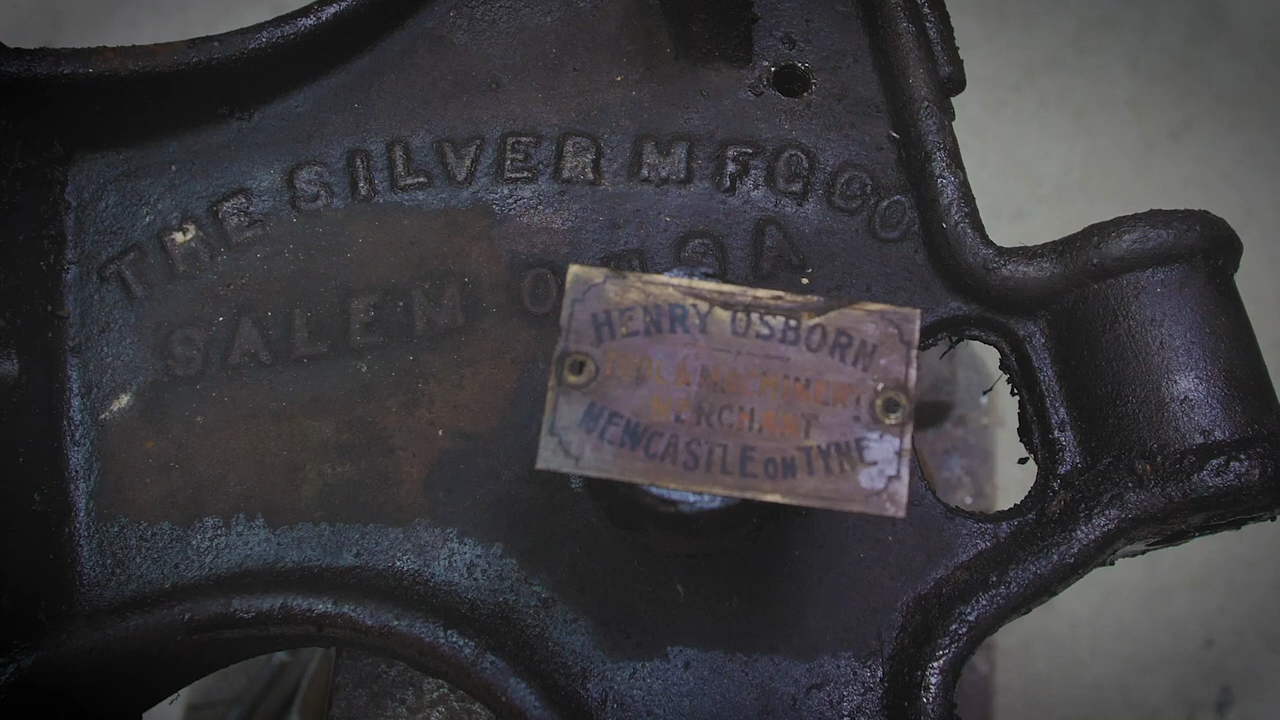 THE SILVER MFG CO
SALEM O
HENRY OSBORN
TOOL & MACHINERY
MERCHANT
NEWCASTLE ON TYNE